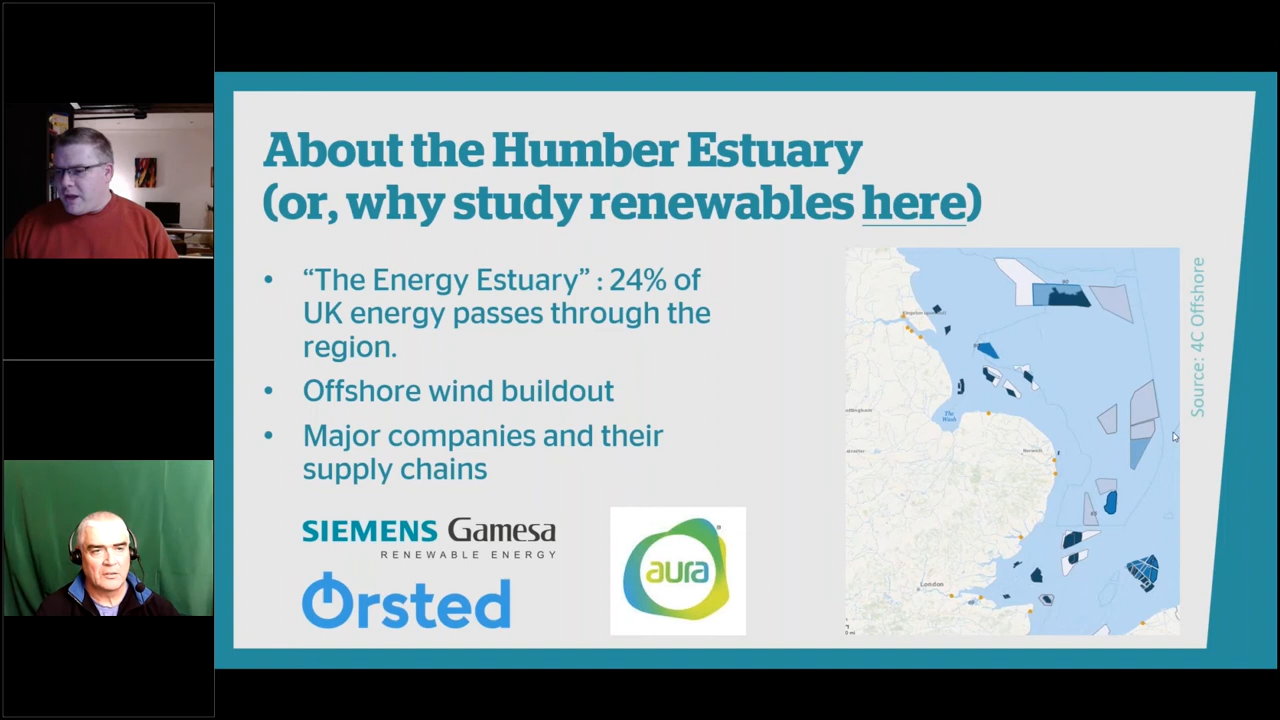 About the Humber Estuary
(or, why study renewables here)
• “The Energy Estuary” : 24% of
UK energy passes through the
region.
• Offshore wind buildout
• Major companies and their
supply chains
SIEMENS Gamesa
RENEWABLE ENERGY
Ørsted
aura
The
Wash
Norwich
London
Source: 4C Offshore